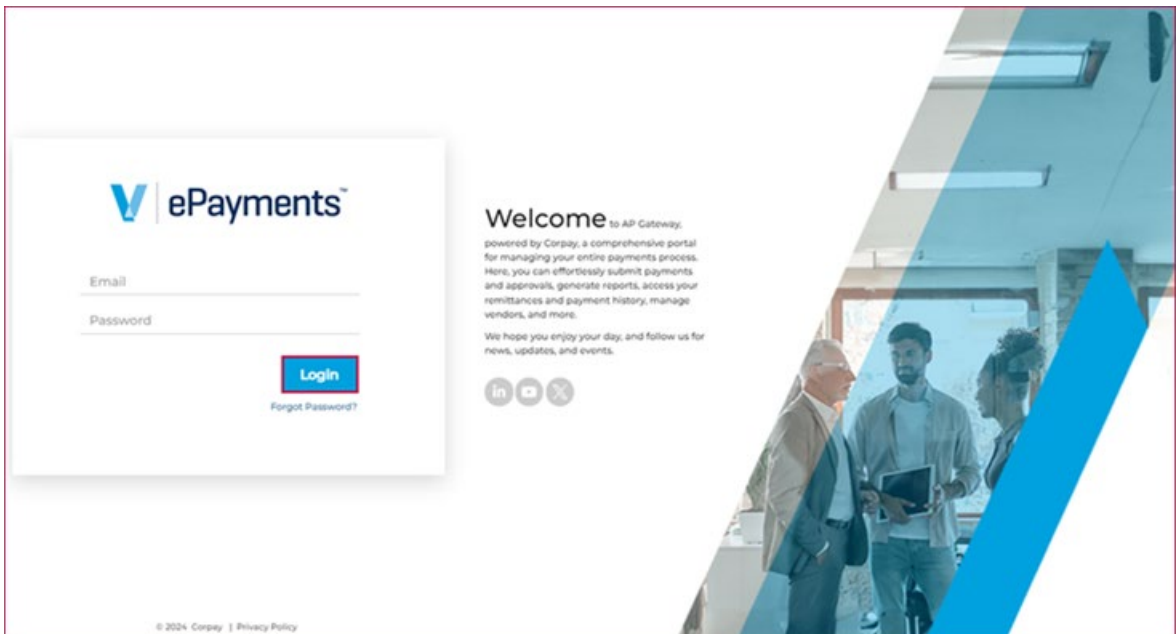 V ePayments™
Email
Password
Login
Forgot Password?
Welcome to AP Gateway,
powered by Corpay, a comprehensive portal
for managing your entire payments process.
Here, you can effortlessly submit payments
and approvals, generate reports, access your
remittances and payment history, manage
vendors, and more.
We hope you enjoy your day, and follow us for
news, updates, and events.
in X
© 2024 Corpay | Privacy Policy